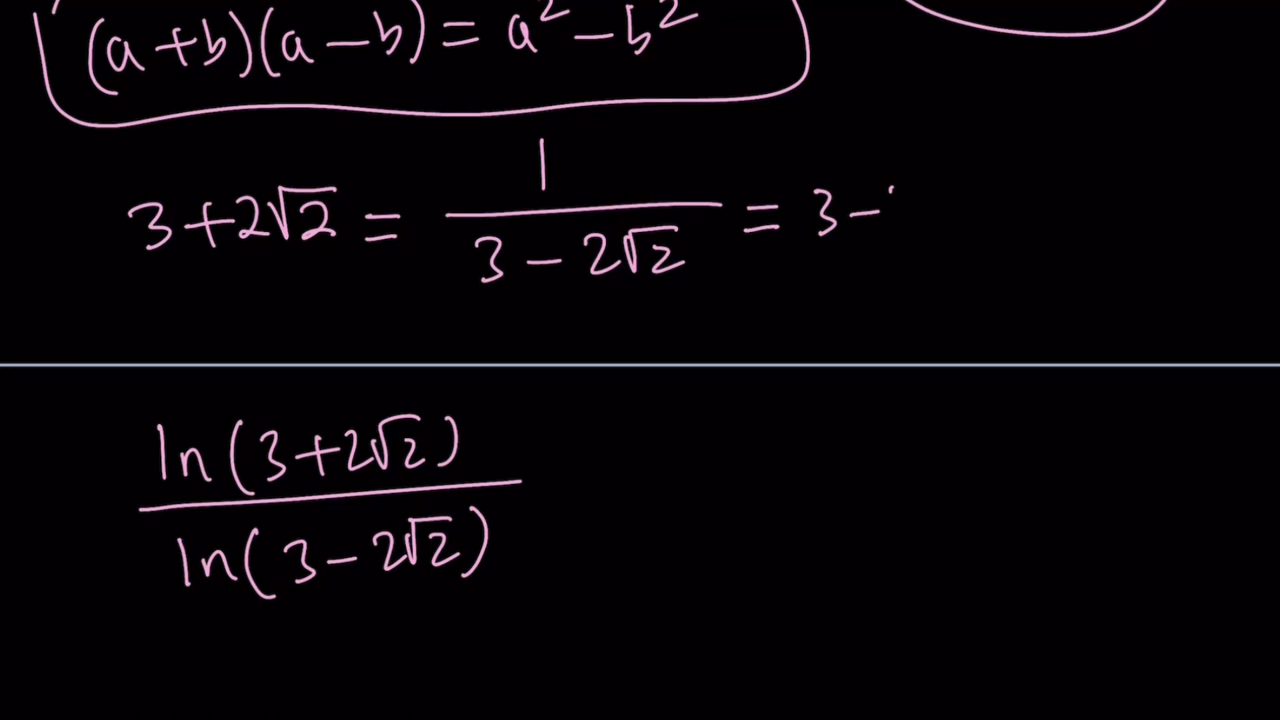 (a+b)(a-b) = a² - b²
3+2√2 = 1/(3-2√2) = 3-
ln(3+2√2)
ln(3-2√2)